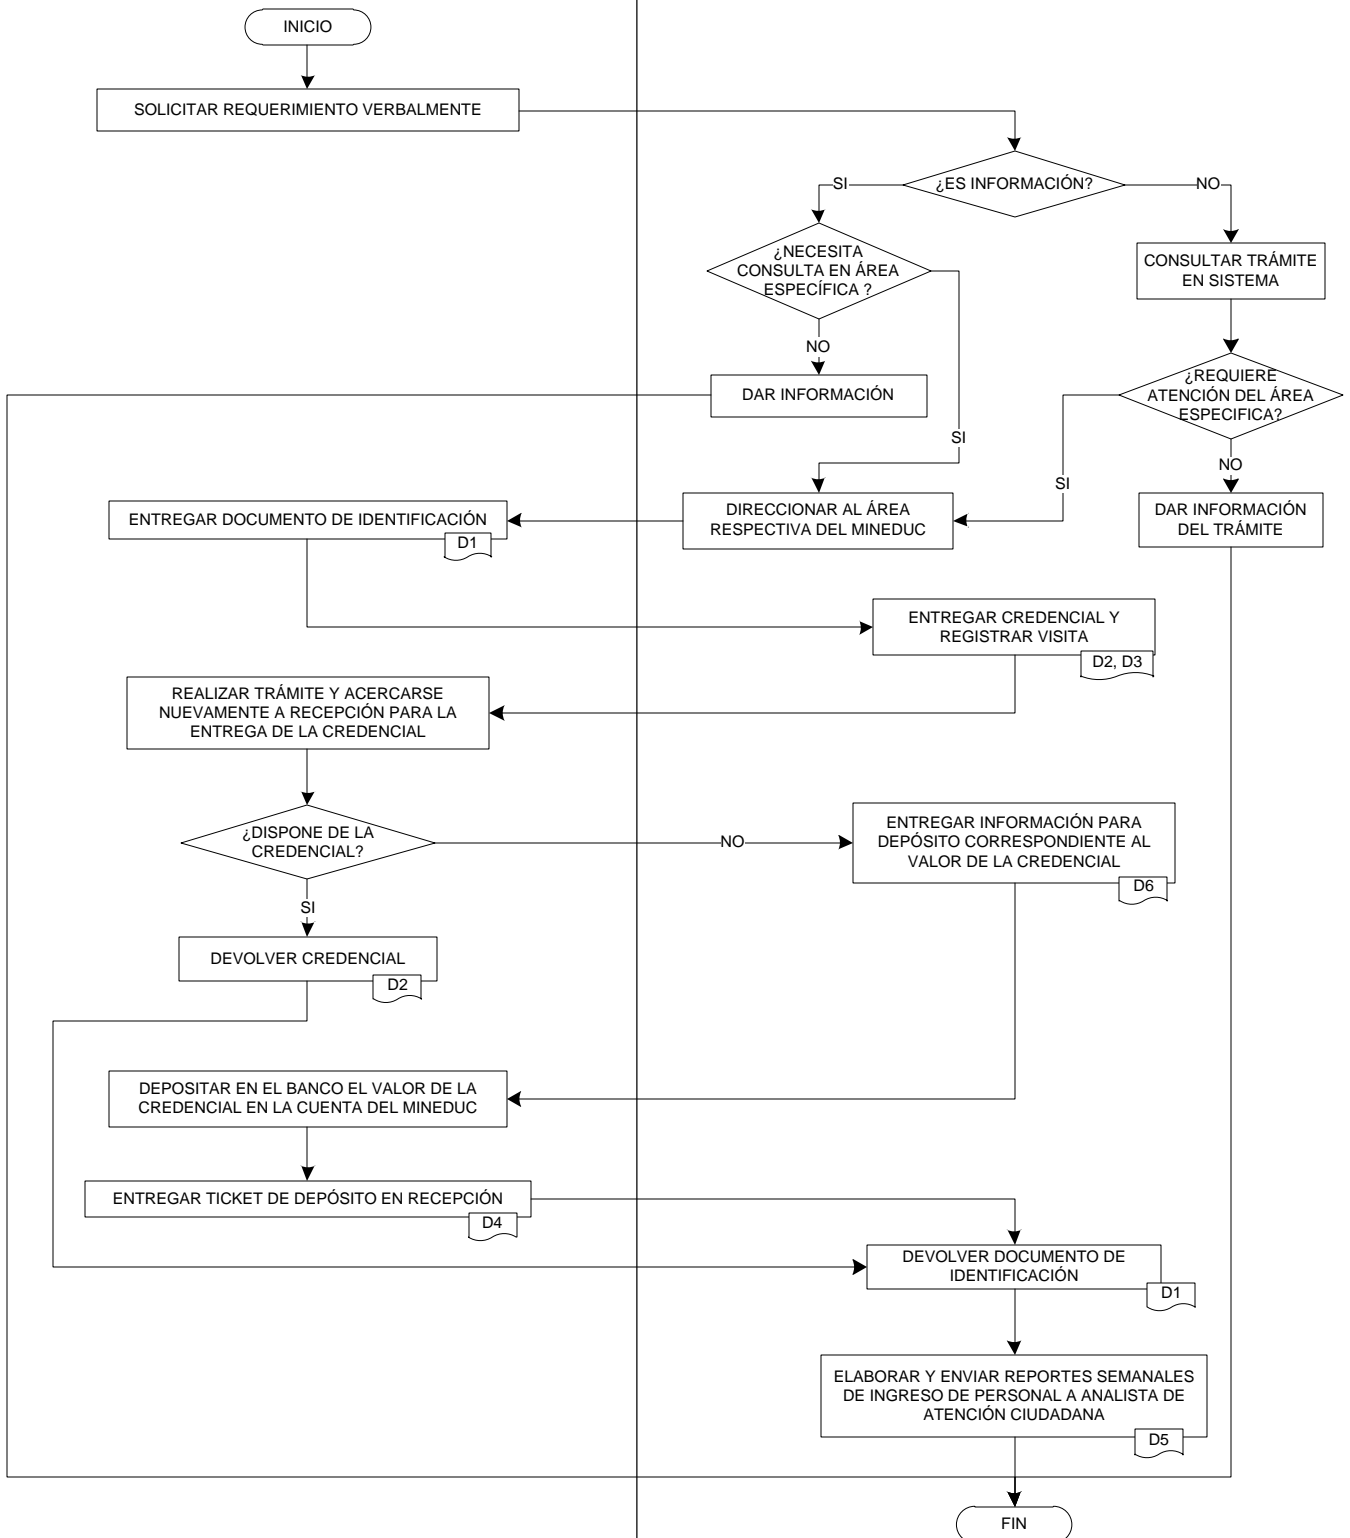 INICIO
SOLICITAR REQUERIMIENTO VERBALMENTE
¿ES INFORMACIÓN?
SI
NO
¿NECESITA
CONSULTA EN ÁREA
ESPECÍFICA ?
CONSULTAR TRÁMITE
EN SISTEMA
NO
¿REQUIERE
ATENCIÓN DEL ÁREA
ESPECIFICA?
DAR INFORMACIÓN
SI
NO
SI
DIRECCIONAR AL ÁREA
RESPECTIVA DEL MINEDUC
DAR INFORMACIÓN
DEL TRÁMITE
ENTREGAR DOCUMENTO DE IDENTIFICACIÓN
D1
ENTREGAR CREDENCIAL Y
REGISTRAR VISITA
D2, D3
REALIZAR TRÁMITE Y ACERCARSE
NUEVAMENTE A RECEPCIÓN PARA LA
ENTREGA DE LA CREDENCIAL
¿DISPONE DE LA
CREDENCIAL?
NO
ENTREGAR INFORMACIÓN PARA
DEPÓSITO CORRESPONDIENTE AL
VALOR DE LA CREDENCIAL
D6
SI
DEVOLVER CREDENCIAL
D2
DEPOSITAR EN EL BANCO EL VALOR DE LA
CREDENCIAL EN LA CUENTA DEL MINEDUC
ENTREGAR TICKET DE DEPÓSITO EN RECEPCIÓN
D4
DEVOLVER DOCUMENTO DE
IDENTIFICACIÓN
D1
ELABORAR Y ENVIAR REPORTES SEMANALES
DE INGRESO DE PERSONAL A ANALISTA DE
ATENCIÓN CIUDADANA
D5
FIN